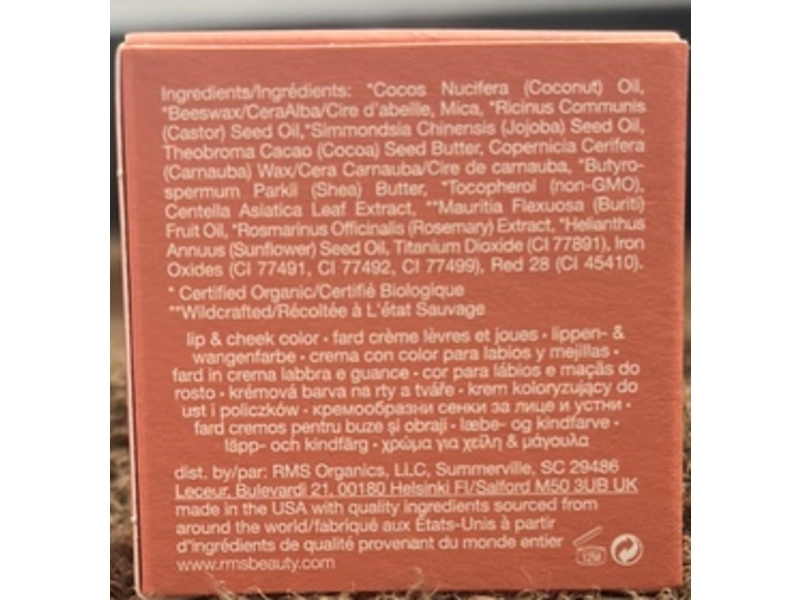 Ingredients/Ingrédients: *Cocos Nucifera (Coconut) Oil,
*Beeswax/CeraAlba/Cire d'abeille, Mica, *Ricinus Communis
(Castor) Seed Oil,*Simmondsia Chinensis (Jojoba) Seed Oil,
Theobroma Cacao (Cocoa) Seed Butter, Copernicia Cerifera
(Carnauba) Wax/Cera Carnauba/Cire de carnauba, *Butyro-
spermum Parkii (Shea) Butter, *Tocopherol (non-GMO),
Centella Asiatica Leaf Extract, **Mauritia Flexuosa (Buriti)
Fruit Oil, *Rosmarinus Officinalis (Rosemary) Extract, *Helianthus
Annuus (Sunflower) Seed Oil, Titanium Dioxide (CI 77891), Iron
Oxides (CI 77491, CI 77492, CI 77499), Red 28 (CI 45410).
* Certified Organic/Certifié Biologique
**Wildcrafted/Récoltée à L'état Sauvage
lip & cheek color • fard crème lèvres et joues • lippen- &
wangenfarbe • crema con color para labios y mejillas •
fard in crema labbra e guance • cor para lábios e maçãs do
rosto • krémová barva na rty a tváře • krem koloryzujący do
ust i policzków • кремообразни сенки за лице и устни •
fard cremos pentru buze și obraji • læbe- og kindfarve •
läpp- och kindfärg • χρώμα για χείλη & μάγουλα
dist. by/par: RMS Organics, LLC, Summerville, SC 29486
Leceur, Bulevardi 21, 00180 Helsinki FI/Salford M50 3UB UK
made in the USA with quality ingredients sourced from
around the world/fabriqué aux États-Unis à partir
d'ingrédients de qualité provenant du monde entier
www.rmsbeauty.com
12M